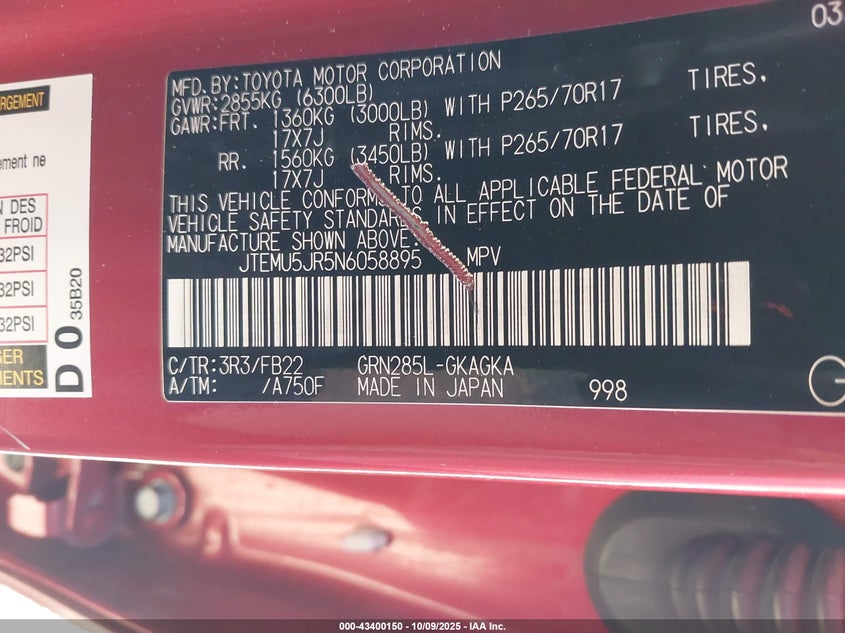 03
MFD.BY:TOYOTA MOTOR CORPORATION
GVWR:2855KG (6300LB)
GAWR:FRT. 1360KG (3000LB) WITH P265/70R17 TIRES,
17X7J RIMS.
RR. 1560KG (3450LB) WITH P265/70R17 TIRES,
17X7J RIMS.
THIS VEHICLE CONFORMS TO ALL APPLICABLE FEDERAL MOTOR
VEHICLE SAFETY STANDARDS IN EFFECT ON THE DATE OF
MANUFACTURE SHOWN ABOVE.
JTEMU5JR5N6058895 MPV
C/TR:3R3/FB22 GRN285L-GKAGKA
A/TM: /A750F MADE IN JAPAN 998
RGEMENT
ement ne
N DES
FROID
32PSI
32PSI
32PSI
GER
EMENTS
D 0 35B20
000-43400150 - 10/09/2025 - IAA Inc.